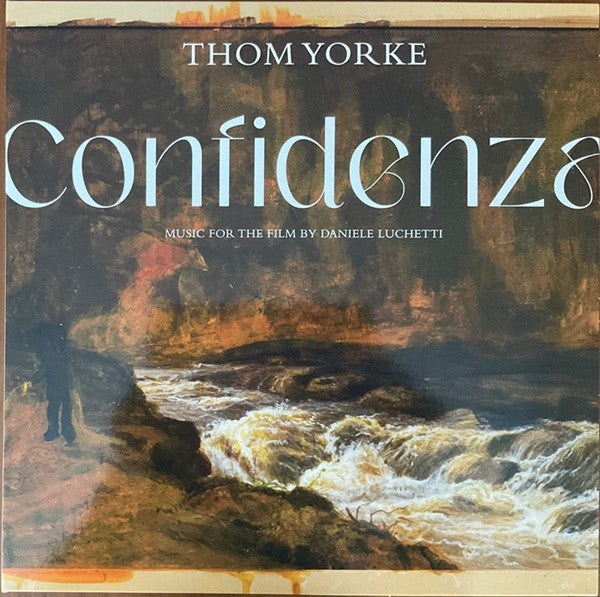 THOM YORKE
Confidenza
MUSIC FOR THE FILM BY DANIELE LUCHETTI